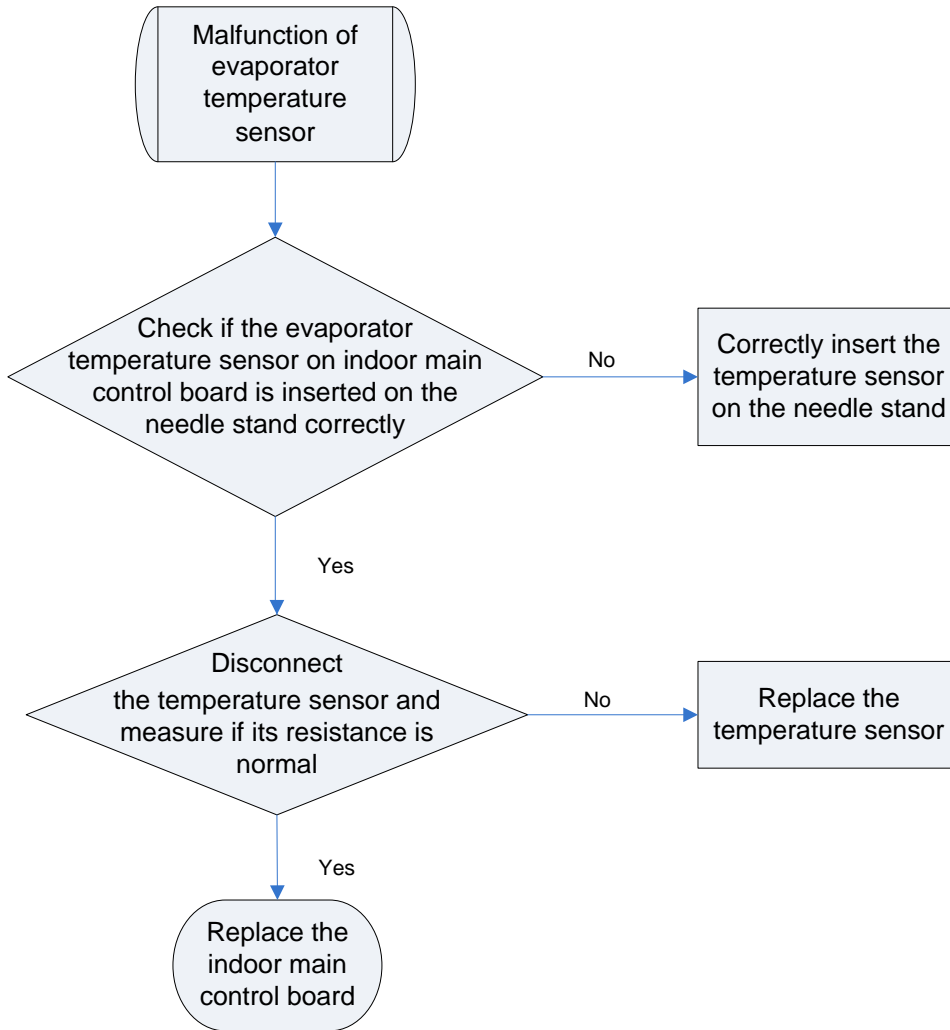 Malfunction of
evaporator
temperature
sensor
Check if the evaporator
temperature sensor on indoor main
control board is inserted on the
needle stand correctly
No
Correctly insert the
temperature sensor
on the needle stand
Yes
Disconnect
the temperature sensor and
measure if its resistance is
normal
No
Replace the
temperature sensor
Yes
Replace the
indoor main
control board